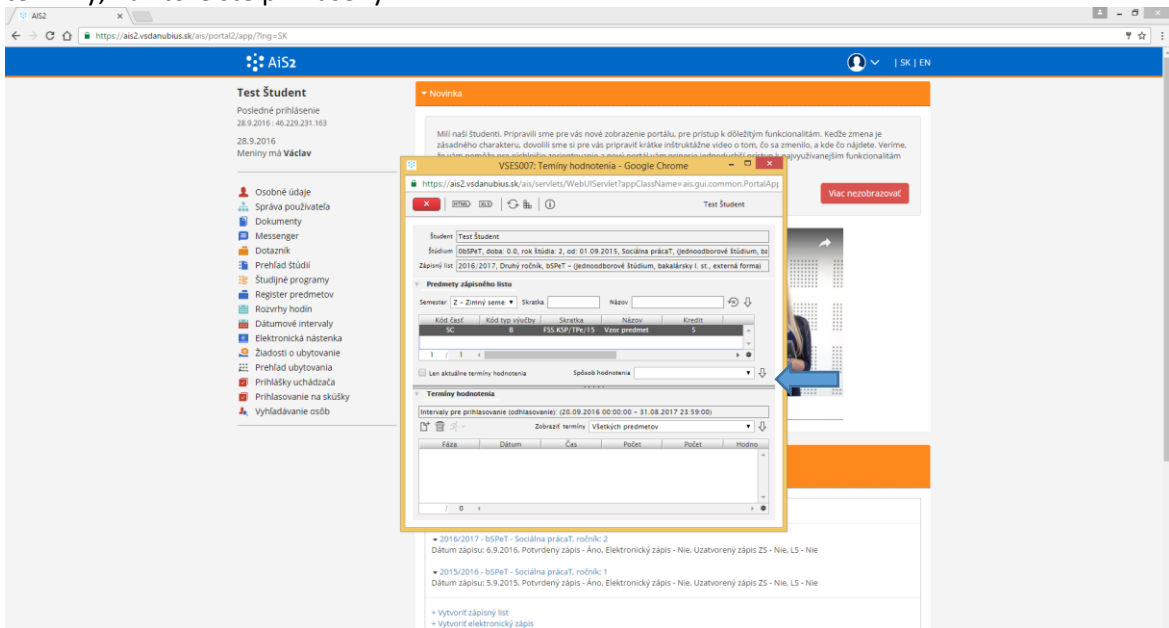 AiS2
https://ais2.vsdanubius.sk/ais/portal2/app/?lng=SK
AiS2
| SK | EN
Test Študent
Posledné prihlásenie
28.9.2016 : 46.229.231.163
28.9.2016
Meniny má Václav
Osobné údaje
Správa používateľa
Dokumenty
Messenger
Dotazník
Prehľad štúdií
Študijné programy
Register predmetov
Rozvrhy hodín
Dátumové intervaly
Elektronická nástenka
Žiadosti o ubytovanie
Prehľad ubytovania
Prihlášky uchádzača
Prihlasovanie na skúšky
Vyhľadávanie osôb
Novinka
Milí naši študenti. Pripravili sme pre vás nové zobrazenie portálu, pre prístup k dôležitým funkcionalitám. Keďže zmena je
zásadného charakteru, dovolili sme si pre vás pripraviť krátke inštruktážne video o tom, čo sa zmenilo, a kde čo nájdete. Veríme,
najvyužívanejším funkcionalitám
Viac nezobrazovať
VSES007: Temíny hodnotenia - Google Chrome
https://ais2.vsdanubius.sk/ais/servlets/WebUIServlet?appClassName=ais.gui.common.PortalApp
HTML XLS
Test Študent
Študent Test Študent
Štúdium 0bSPeT, doba: 0.0, rok štúdia: 2, od: 01.09.2015, Sociálna prácaT, (jednoodborové štúdium, ba
Zápisný list 2016/2017, Druhý ročník, bSPeT - (jednoodborové štúdium, bakalársky I. st., externá forma)
Predmety zápisného listu
Semester Z - Zimný seme Skratka Názov
Kód časť Kód typ výučby Skratka Názov Kredit
SC B FSS.KSP/TPe/15 Vzor predmet 5
1 / 1
Len aktuálne termíny hodnotenia Spôsob hodnotenia
Termíny hodnotenia
Intervaly pre prihlasovanie (odhlasovanie): (20.09.2016 00:00:00 - 31.08.2017 23:59:00)
Zobraziť termíny Všetkých predmetov
Fáza Dátum Čas Počet Počet Hodno
/ 0
2016/2017 - bSPeT - Sociálna prácaT, ročník: 2
Dátum zápisu: 6.9.2016, Potvrdený zápis - Áno, Elektronický zápis - Nie, Uzatvorený zápis ZS - Nie, LS - Nie
2015/2016 - bSPeT - Sociálna prácaT, ročník: 1
Dátum zápisu: 5.9.2015, Potvrdený zápis - Áno, Elektronický zápis - Nie, Uzatvorený zápis ZS - Nie, LS - Nie
+ Vytvoriť zápisný list
+ Vytvoriť elektronický zápis